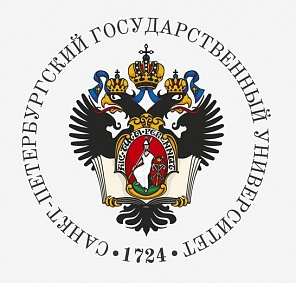 САНКТ-ПЕТЕРБУРГСКИЙ ГОСУДАРСТВЕННЫЙ УНИВЕРСИТЕТ
• 1724 •